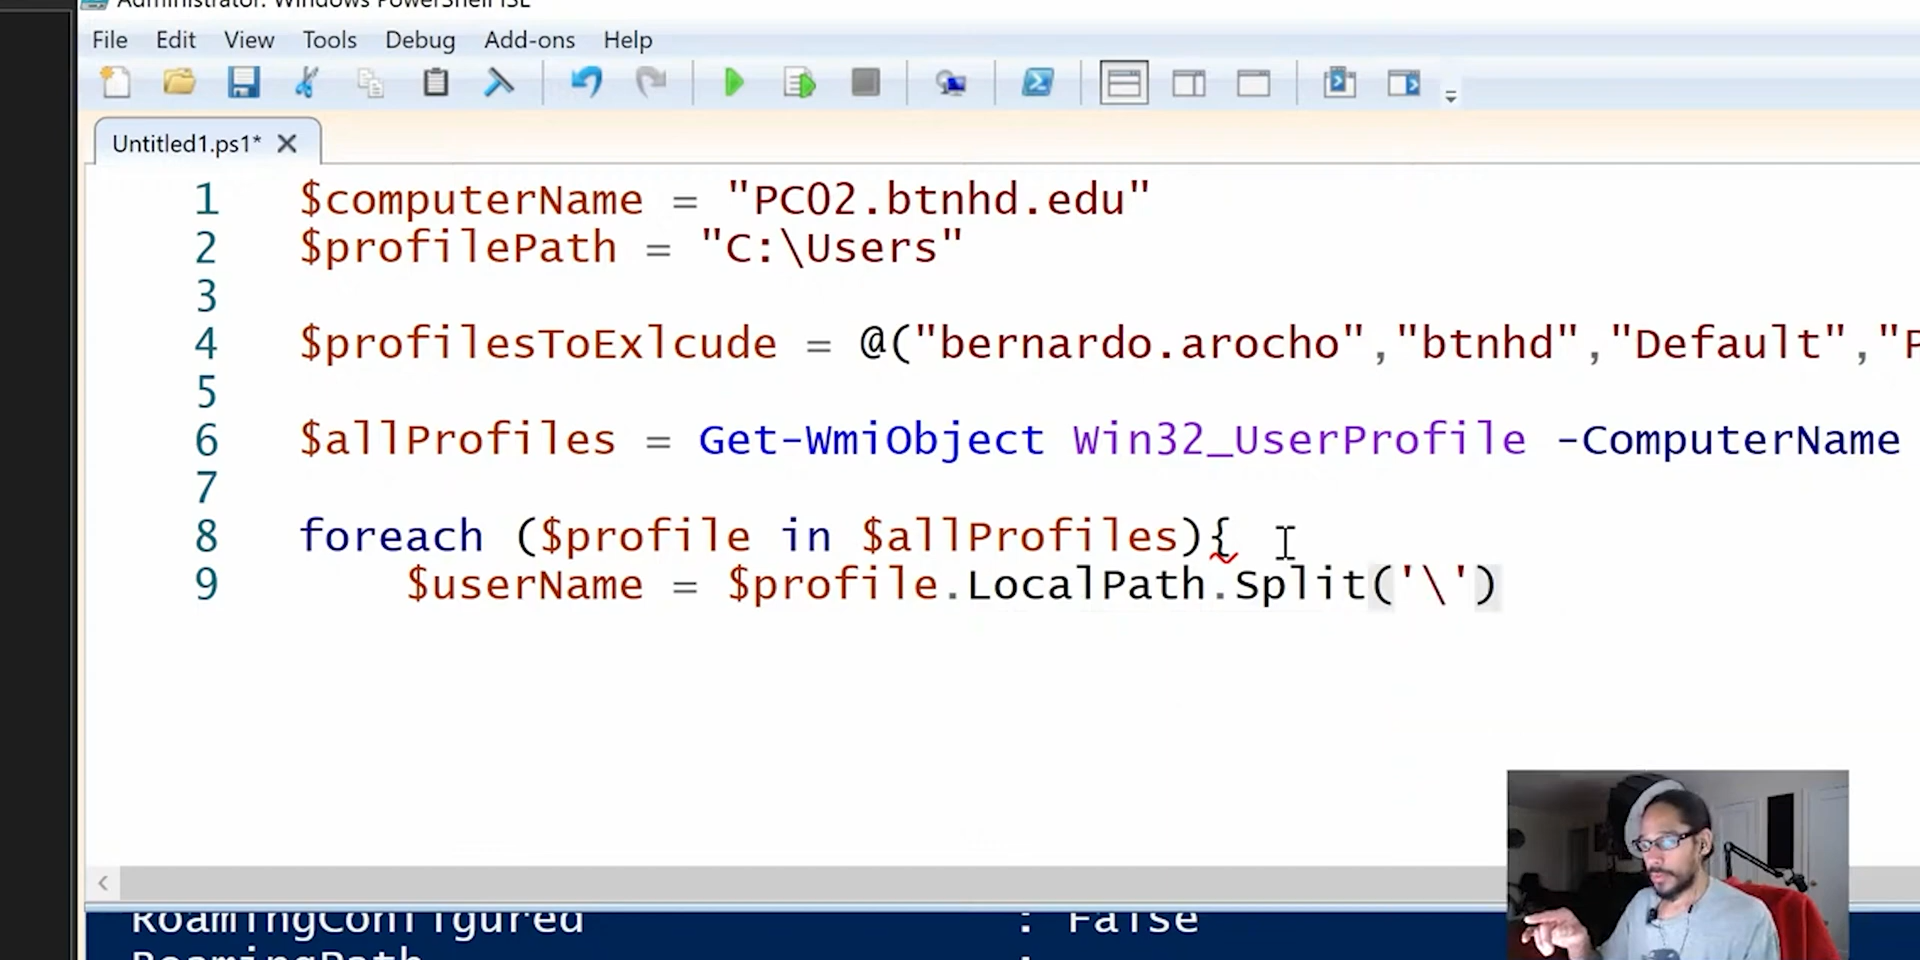 Administrator: Windows PowerShell ISE
File Edit View Tools Debug Add-ons Help
Untitled1.ps1*
1 $computerName = "PC02.btnhd.edu"
2 $profilePath = "C:\Users"
3
4 $profilesToExlcude = @("bernardo.arocho","btnhd","Default","P
5
6 $allProfiles = Get-WmiObject Win32_UserProfile -ComputerName
7
8 foreach ($profile in $allProfiles){
9 $userName = $profile.LocalPath.Split('\')
RoamingConfigured : False
RoamingPath :